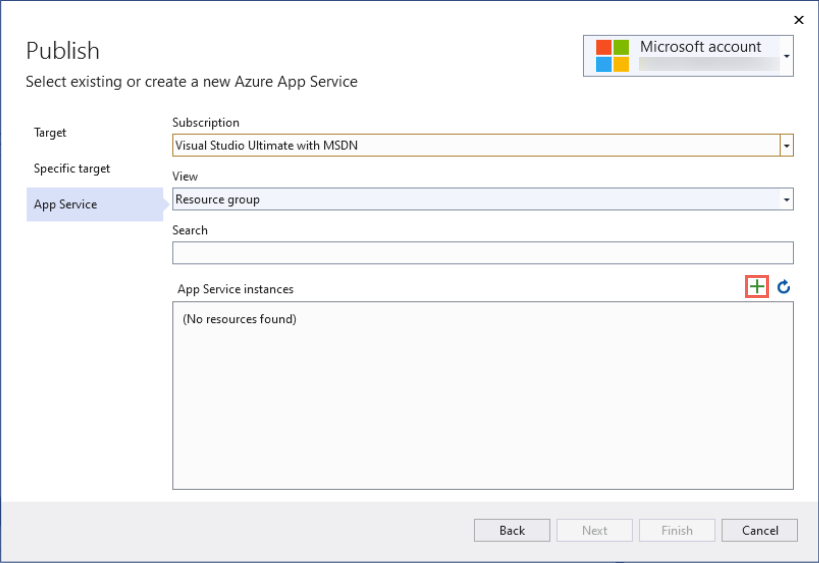 Publish
Microsoft account
Select existing or create a new Azure App Service
Target
Specific target
App Service
Subscription
Visual Studio Ultimate with MSDN
View
Resource group
Search
App Service instances
(No resources found)
Back
Next
Finish
Cancel